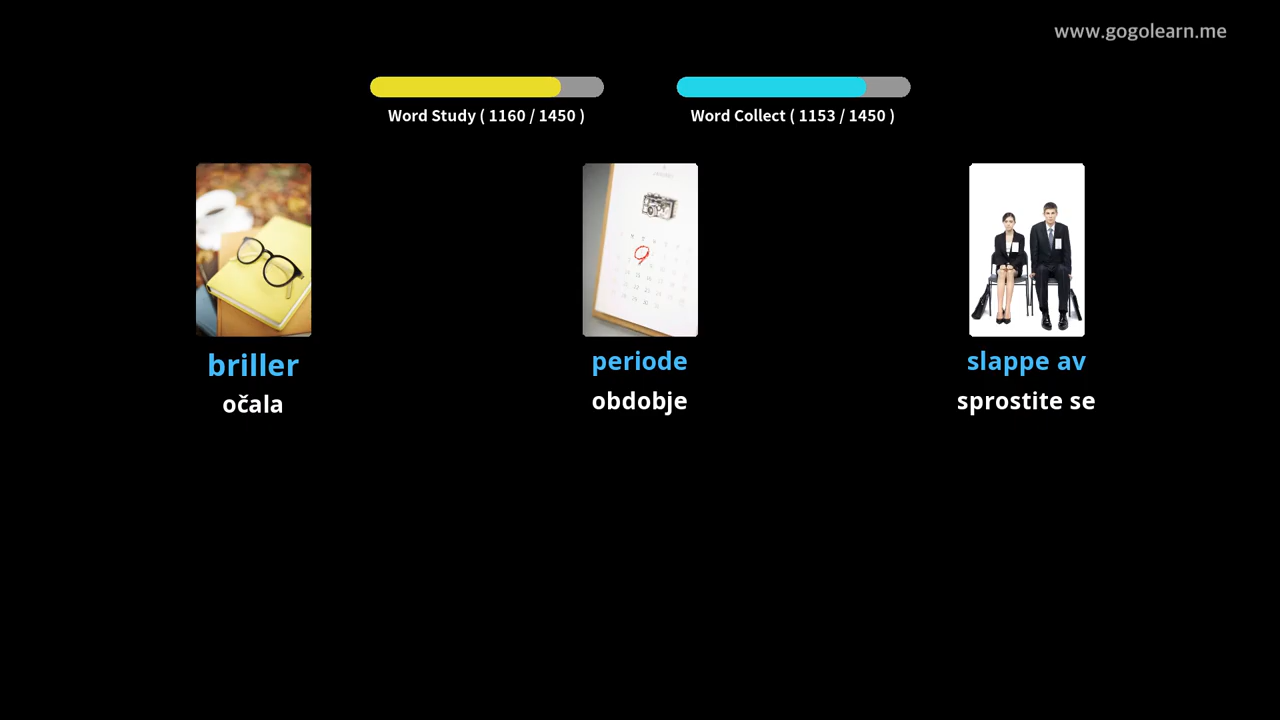 www.gogolearn.me
Word Study ( 1160 / 1450 )
Word Collect ( 1153 / 1450 )
briller
očala
periode
obdobje
slappe av
sprostite se